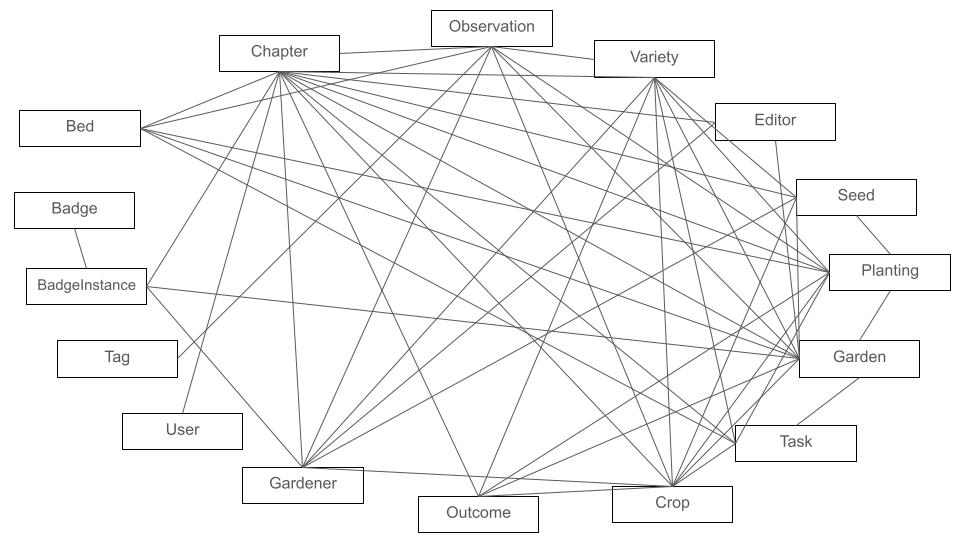 Observation
Chapter
Variety
Bed
Editor
Badge
Seed
BadgeInstance
Planting
Tag
Garden
User
Task
Gardener
Outcome
Crop